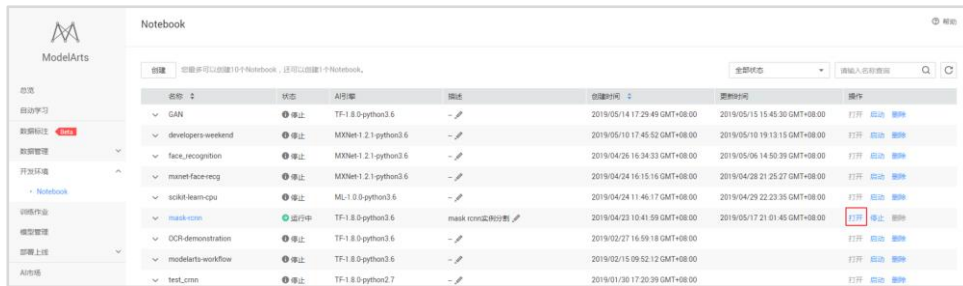 Notebook
帮助
ModelArts
创建 您最多可以创建10个Notebook，还可以创建1个Notebook。
全部状态 请输入名称查询
总览
自动学习
数据标注 Beta
数据管理
开发环境
Notebook
训练作业
模型管理
部署上线
AI市场
名称 状态 AI引擎 描述 创建时间 更新时间 操作
GAN 停止 TF-1.8.0-python3.6 -- 2019/05/14 17:29:49 GMT+08:00 2019/05/15 15:45:30 GMT+08:00 打开 启动 删除
developers-weekend 停止 MXNet-1.2.1-python3.6 -- 2019/05/10 17:45:52 GMT+08:00 2019/05/10 19:13:15 GMT+08:00 打开 启动 删除
face_recognition 停止 MXNet-1.2.1-python3.6 -- 2019/04/26 16:34:33 GMT+08:00 2019/05/06 14:50:39 GMT+08:00 打开 启动 删除
manet-face-recg 停止 MXNet-1.2.1-python3.6 -- 2019/04/24 16:15:16 GMT+08:00 2019/04/28 21:25:27 GMT+08:00 打开 启动 删除
scikit-learn-cpu 停止 ML-1.0.0-python3.6 -- 2019/04/24 11:46:17 GMT+08:00 2019/04/29 22:23:35 GMT+08:00 打开 启动 删除
mask-rcnn 运行中 TF-1.8.0-python3.6 mask rcnn实例分割 2019/04/23 10:41:59 GMT+08:00 2019/05/17 21:01:45 GMT+08:00 打开 停止 删除
OCR-demonstration 停止 TF-1.8.0-python3.6 -- 2019/02/27 16:59:18 GMT+08:00 打开 启动 删除
modelarts-workflow 停止 TF-1.8.0-python3.6 -- 2019/02/15 09:52:12 GMT+08:00 打开 启动 删除
test_crnn 停止 TF-1.8.0-python2.7 -- 2019/01/30 17:20:39 GMT+08:00 打开 启动 删除